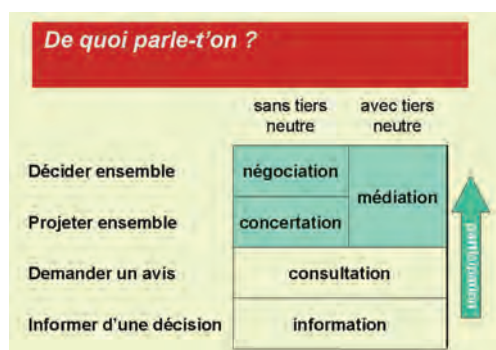 De quoi parle-t'on ?
sans tiers neutre
avec tiers neutre
Décider ensemble
négociation
médiation
Projeter ensemble
concertation
Demander un avis
consultation
Informer d'une décision
information
participation